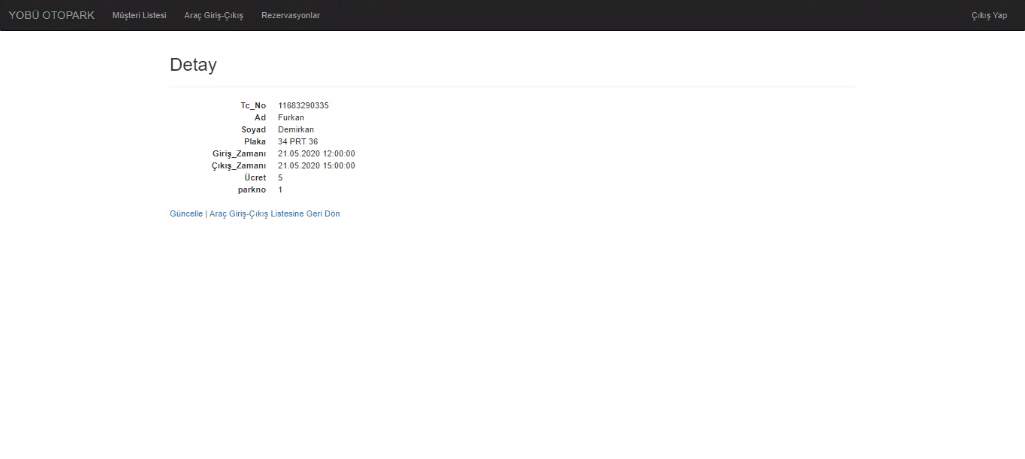 YOBÜ OTOPARK Müşteri Listesi Araç Giriş-Çıkış Rezervasyonlar Çıkış Yap
Detay
Tc_No 11683290335
Ad Furkan
Soyad Demirkan
Plaka 34 PRT 36
Giriş_Zamanı 21.05.2020 12:00:00
Çıkış_Zamanı 21.05.2020 15:00:00
Ücret 5
parkno 1
Güncelle | Araç Giriş-Çıkış Listesine Geri Dön